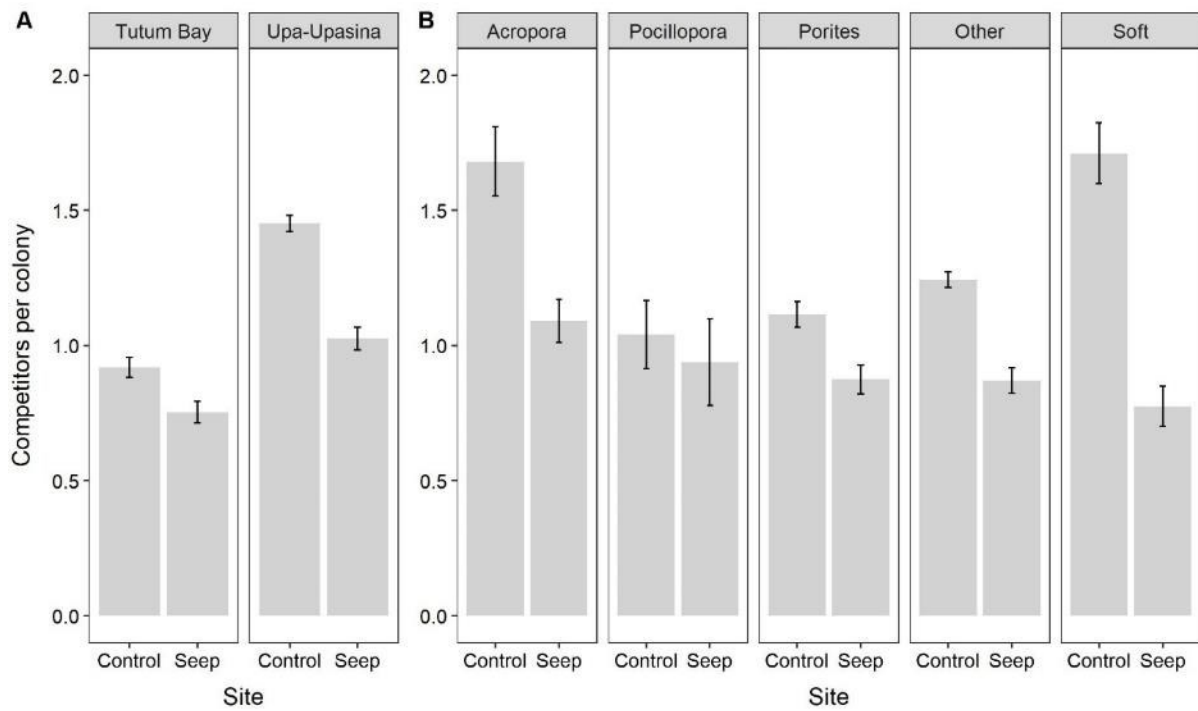 A
Tutum Bay
Upa-Upasina
B
Acropora
Pocillopora
Porites
Other
Soft
Competitors per colony
2.0
1.5
1.0
0.5
0.0
2.0
1.5
1.0
0.5
0.0
Control Seep
Control Seep
Control Seep
Control Seep
Control Seep
Control Seep
Control Seep
Site
Site